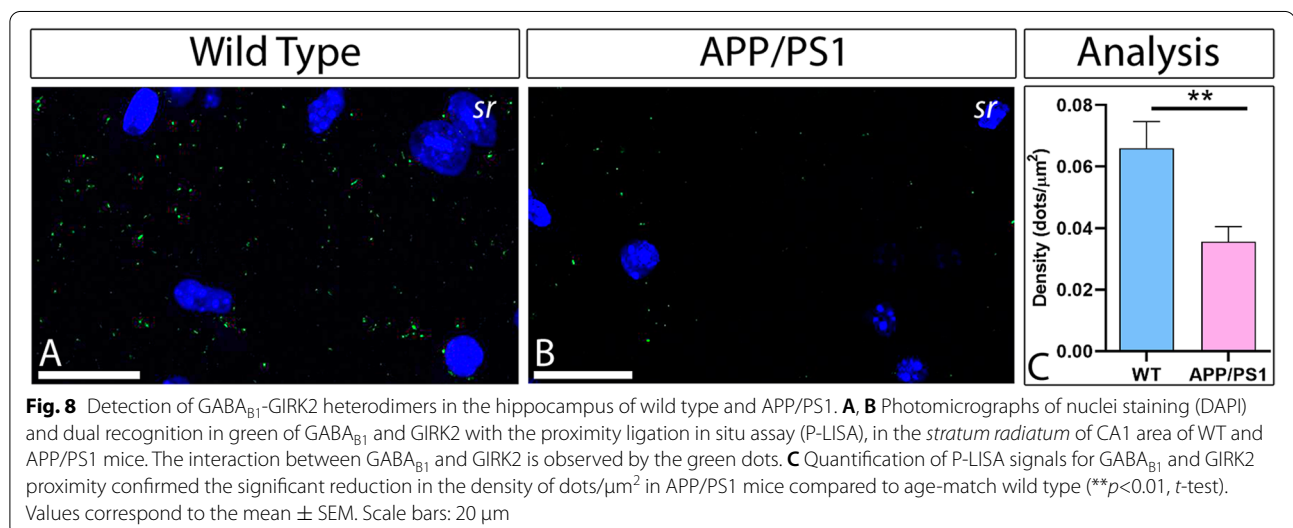 Wild Type
APP/PS1
Analysis
sr
A
sr
B
**
Density (dots/µm²)
0.08
0.06
0.04
0.02
0.00
WT
APP/PS1
C
Fig. 8 Detection of GABAB1-GIRK2 heterodimers in the hippocampus of wild type and APP/PS1. A, B Photomicrographs of nuclei staining (DAPI)
and dual recognition in green of GABAB1 and GIRK2 with the proximity ligation in situ assay (P-LISA), in the stratum radiatum of CA1 area of WT and
APP/PS1 mice. The interaction between GABAB1 and GIRK2 is observed by the green dots. C Quantification of P-LISA signals for GABAB1 and GIRK2
proximity confirmed the significant reduction in the density of dots/µm² in APP/PS1 mice compared to age-match wild type (**p<0.01, t-test).
Values correspond to the mean ± SEM. Scale bars: 20 µm